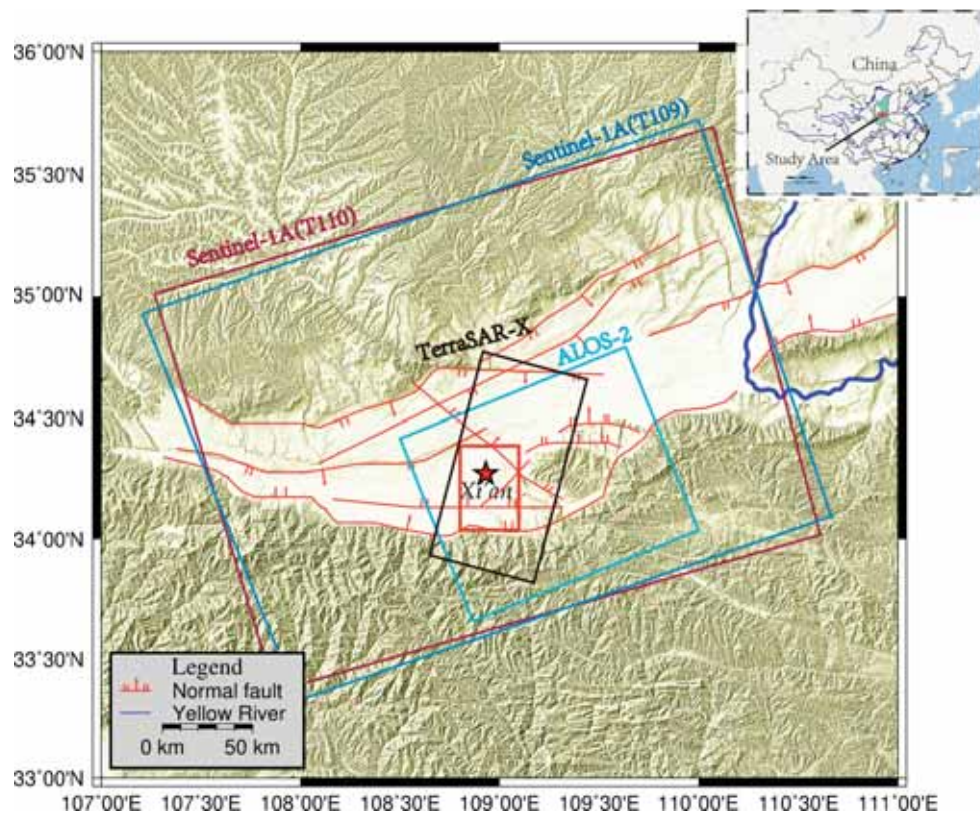 36°00'N
35°30'N
35°00'N
34°30'N
34°00'N
33°30'N
33°00'N
107°00'E
107°30'E
108°00'E
108°30'E
109°00'E
109°30'E
110°00'E
110°30'E
111°00'E
China
Study Area
Sentinel-1A(T109)
Sentinel-1A(T110)
TerraSAR-X
ALOS-2
Xi'an
Legend
Normal fault
Yellow River
0 km 50 km